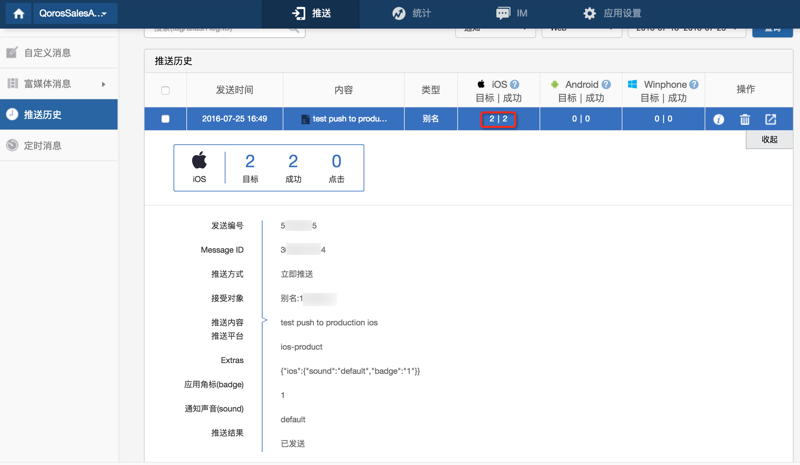 QorosSalesA...
推送
统计
IM
应用设置
自定义消息
富媒体消息
推送历史
定时消息
推送历史
发送时间 内容 类型 iOS Android Winphone 操作
目标 | 成功 目标 | 成功 目标 | 成功
2016-07-25 16:49 test push to produ... 别名 2 | 2 0 | 0 0 | 0
收起
2 2 0
iOS 目标 成功 点击
发送编号 5 5
Message ID 3 4
推送方式 立即推送
接受对象 别名:1
推送内容 test push to production ios
推送平台
ios-product
Extras
{"ios":{"sound":"default","badge":"1"}}
应用角标(badge)
1
通知声音(sound)
default
推送结果
已发送